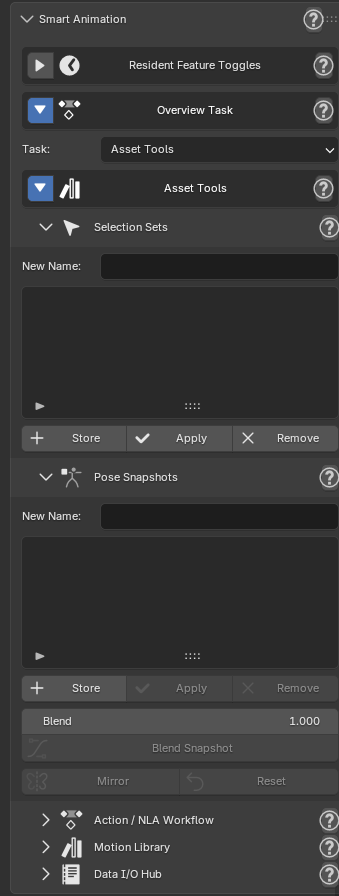 Smart Animation
Resident Feature Toggles
Overview Task
Task: Asset Tools
Asset Tools
Selection Sets
New Name:
Store Apply Remove
Pose Snapshots
New Name:
Store Apply Remove
Blend 1.000
Blend Snapshot
Mirror Reset
Action / NLA Workflow
Motion Library
Data I/O Hub